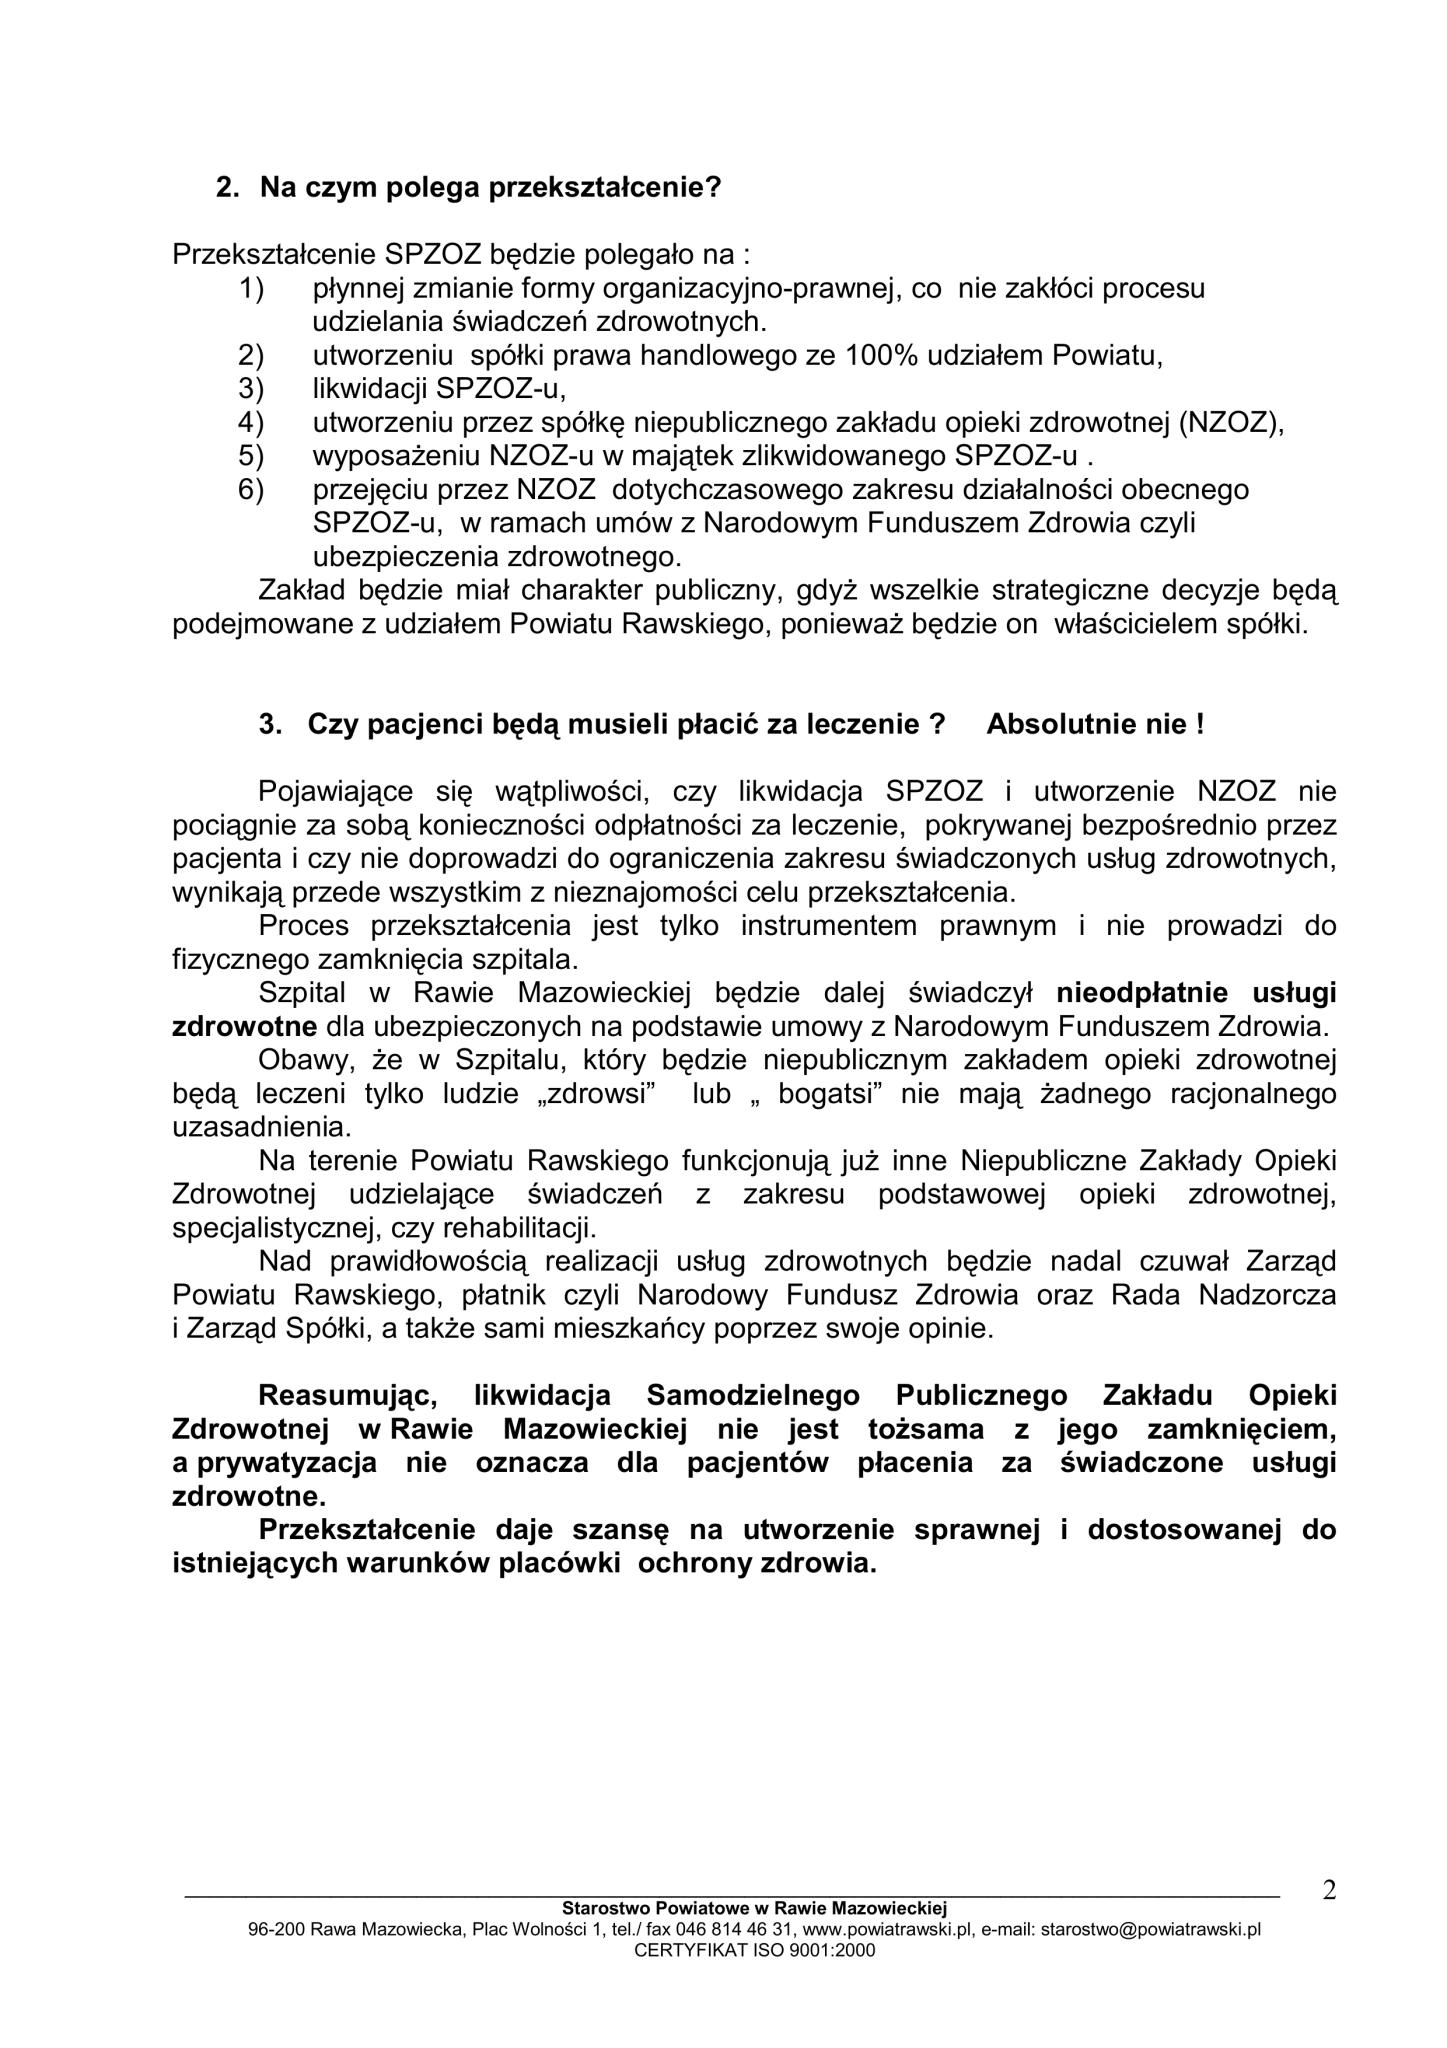 2. Na czym polega przekształcenie?
Przekształcenie SPZOZ będzie polegało na :
1) płynnej zmianie formy organizacyjno-prawnej, co nie zakłóci procesu
udzielania świadczeń zdrowotnych.
2) utworzeniu spółki prawa handlowego ze 100% udziałem Powiatu,
3) likwidacji SPZOZ-u,
4) utworzeniu przez spółkę niepublicznego zakładu opieki zdrowotnej (NZOZ),
5) wyposażeniu NZOZ-u w majątek zlikwidowanego SPZOZ-u .
6) przejęciu przez NZOZ dotychczasowego zakresu działalności obecnego
SPZOZ-u, w ramach umów z Narodowym Funduszem Zdrowia czyli
ubezpieczenia zdrowotnego.
Zakład będzie miał charakter publiczny, gdyż wszelkie strategiczne decyzje będą
podejmowane z udziałem Powiatu Rawskiego, ponieważ będzie on właścicielem spółki.
3. Czy pacjenci będą musieli płacić za leczenie ? Absolutnie nie !
Pojawiające się wątpliwości, czy likwidacja SPZOZ i utworzenie NZOZ nie
pociągnie za sobą konieczności odpłatności za leczenie, pokrywanej bezpośrednio przez
pacjenta i czy nie doprowadzi do ograniczenia zakresu świadczonych usług zdrowotnych,
wynikają przede wszystkim z nieznajomości celu przekształcenia.
Proces przekształcenia jest tylko instrumentem prawnym i nie prowadzi do
fizycznego zamknięcia szpitala.
Szpital w Rawie Mazowieckiej będzie dalej świadczył nieodpłatnie usługi
zdrowotne dla ubezpieczonych na podstawie umowy z Narodowym Funduszem Zdrowia.
Obawy, że w Szpitalu, który będzie niepublicznym zakładem opieki zdrowotnej
będą leczeni tylko ludzie „zdrowsi” lub „ bogatsi” nie mają żadnego racjonalnego
uzasadnienia.
Na terenie Powiatu Rawskiego funkcjonują już inne Niepubliczne Zakłady Opieki
Zdrowotnej udzielające świadczeń z zakresu podstawowej opieki zdrowotnej,
specjalistycznej, czy rehabilitacji.
Nad prawidłowością realizacji usług zdrowotnych będzie nadal czuwał Zarząd
Powiatu Rawskiego, płatnik czyli Narodowy Fundusz Zdrowia oraz Rada Nadzorcza
i Zarząd Spółki, a także sami mieszkańcy poprzez swoje opinie.
Reasumując, likwidacja Samodzielnego Publicznego Zakładu Opieki
Zdrowotnej w Rawie Mazowieckiej nie jest tożsama z jego zamknięciem,
a prywatyzacja nie oznacza dla pacjentów płacenia za świadczone usługi
zdrowotne.
Przekształcenie daje szansę na utworzenie sprawnej i dostosowanej do
istniejących warunków placówki ochrony zdrowia.
2
Starostwo Powiatowe w Rawie Mazowieckiej
96-200 Rawa Mazowiecka, Plac Wolności 1, tel./ fax 046 814 46 31, www.powiatrawski.pl, e-mail: starostwo@powiatrawski.pl
CERTYFIKAT ISO 9001:2000